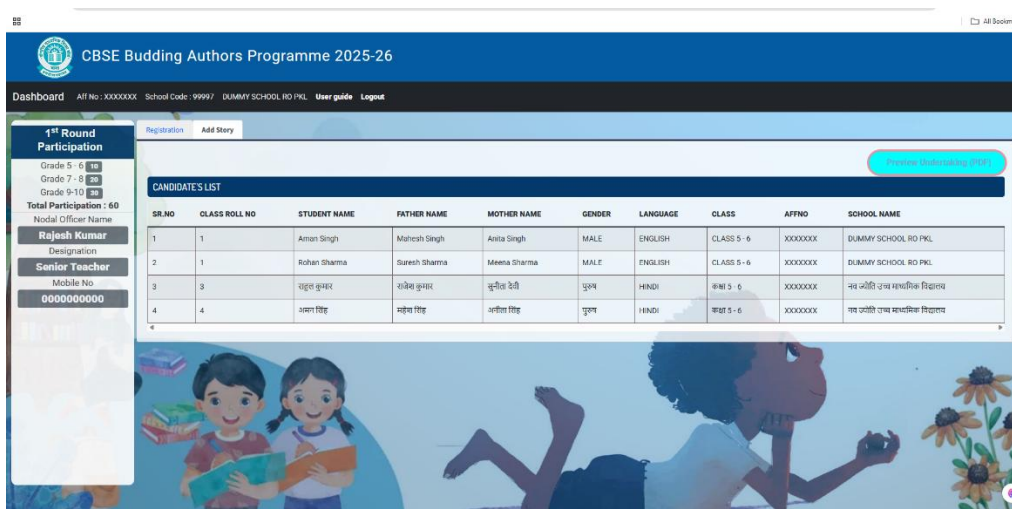 All Bookm
CBSE Budding Authors Programme 2025-26
Dashboard Aff No : XXXXXXX School Code : 99997 DUMMY SCHOOL RO PKL User guide Logout
1st Round
Participation
Grade 5 - 6 10
Grade 7 - 8 20
Grade 9-10 30
Total Participation : 60
Nodal Officer Name
Rajesh Kumar
Designation
Senior Teacher
Mobile No
0000000000
Registration Add Story
Preview Undertaking (PDF)
CANDIDATE'S LIST
SR.NO CLASS ROLL NO STUDENT NAME FATHER NAME MOTHER NAME GENDER LANGUAGE CLASS AFFNO SCHOOL NAME
1 1 Aman Singh Mahesh Singh Anita Singh MALE ENGLISH CLASS 5 - 6 XXXXXXX DUMMY SCHOOL RO PKL
2 1 Rohan Sharma Suresh Sharma Meena Sharma MALE ENGLISH CLASS 5 - 6 XXXXXXX DUMMY SCHOOL RO PKL
3 3 राहुल कुमार राजेश कुमार सुनीता देवी पुरुष HINDI कक्षा 5 - 6 XXXXXXX नव ज्योति उच्च माध्यमिक विद्यालय
4 4 अमन सिंह महेश सिंह अनीता सिंह पुरुष HINDI कक्षा 5 - 6 XXXXXXX नव ज्योति उच्च माध्यमिक विद्यालय